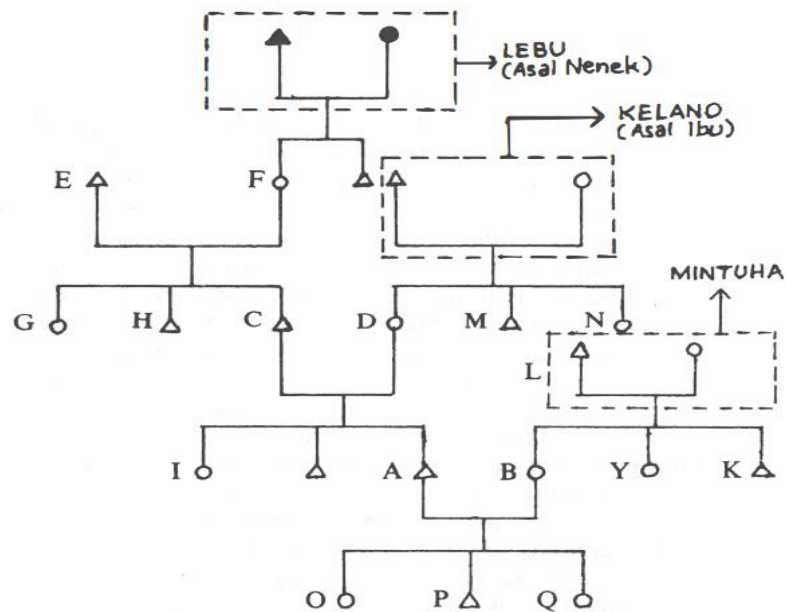 LEBU
(Asal Nenek)
KELANO
(Asal Ibu)
E F
MINTUHA
G H C D M N
L
I A B Y K
O P Q